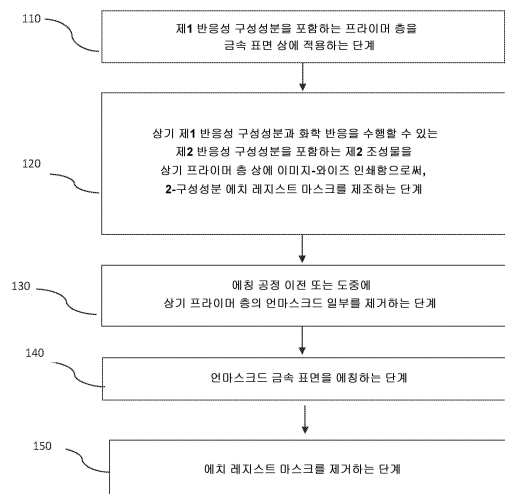 110
제1 반응성 구성성분을 포함하는 프라이머 층을
금속 표면 상에 적용하는 단계
120
상기 제1 반응성 구성성분과 화학 반응을 수행할 수 있는
제2 반응성 구성성분을 포함하는 제2 조성물을
상기 프라이머 층 상에 이미지-와이즈 인쇄함으로써,
2-구성성분 에치 레지스트 마스크를 제조하는 단계
130
에칭 공정 이전 또는 도중에
상기 프라이머 층의 언마스크드 일부를 제거하는 단계
140
언마스크드 금속 표면을 에칭하는 단계
150
에치 레지스트 마스크를 제거하는 단계